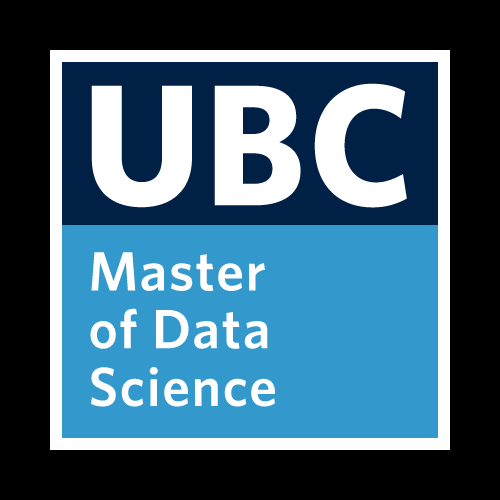 UBC
Master
of Data
Science